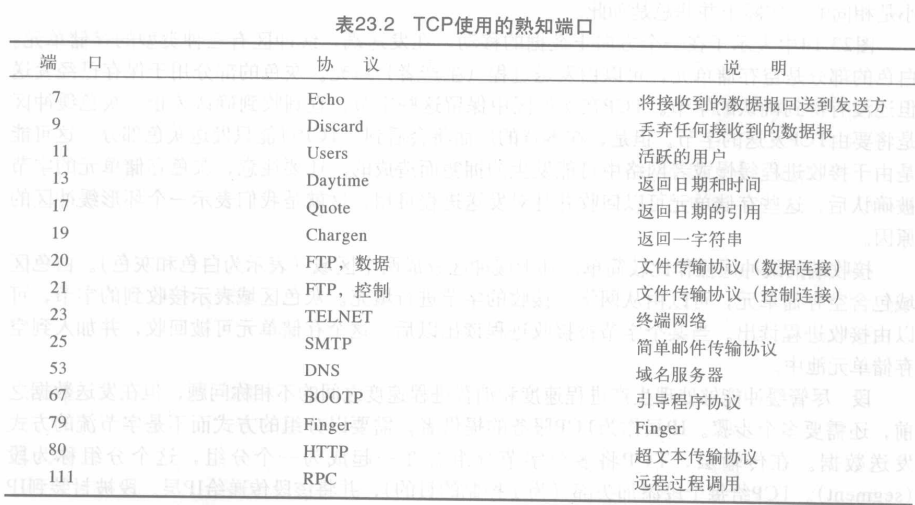 表23.2 TCP使用的熟知端口
端 口 协 议 说 明
7 Echo 将接收到的数据报回送到发送方
9 Discard 丢弃任何接收到的数据报
11 Users 活跃的用户
13 Daytime 返回日期和时间
17 Quote 返回日期的引用
19 Chargen 返回一字符串
20 FTP，数据 文件传输协议（数据连接）
21 FTP，控制 文件传输协议（控制连接）
23 TELNET 终端网络
25 SMTP 简单邮件传输协议
53 DNS 域名服务器
67 BOOTP 引导程序协议
79 Finger Finger
80 HTTP 超文本传输协议
111 RPC 远程过程调用